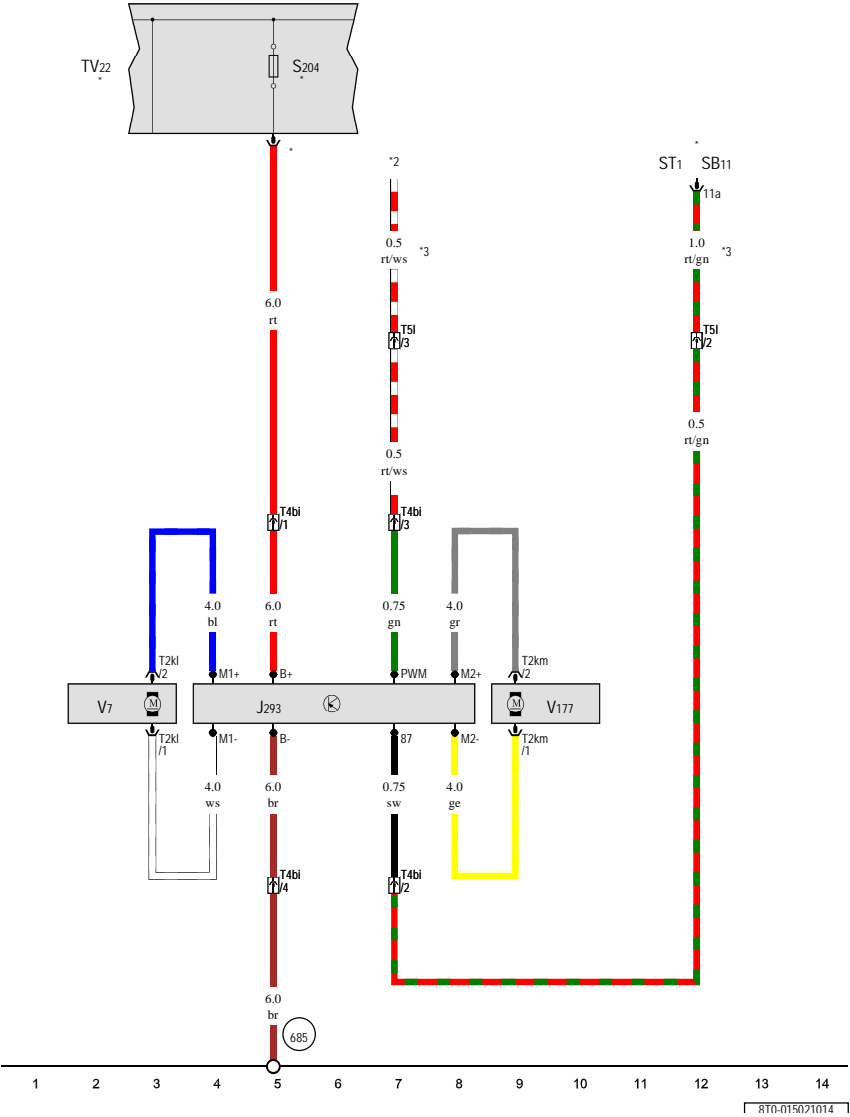 TV22
*
S204
*
*
*2
*
ST1 SB11
11a
0.5
rt/ws
*3
1.0
rt/gn
*3
6.0
rt
T5l
/3
T5l
/2
0.5
rt/gn
0.5
rt/ws
T4bi
/1
T4bi
/3
4.0
bl
6.0
rt
0.75
gn
4.0
gr
T2kl
/2
M1+
B+
PWM
M2+
T2km
/2
V7
M
J293
M
V177
T2kl
/1
M1-
B-
87
M2-
T2km
/1
4.0
ws
6.0
br
0.75
sw
4.0
ge
T4bi
/4
T4bi
/2
6.0
br
685
1 2 3 4 5 6 7 8 9 10 11 12 13 14
8T0-015021014